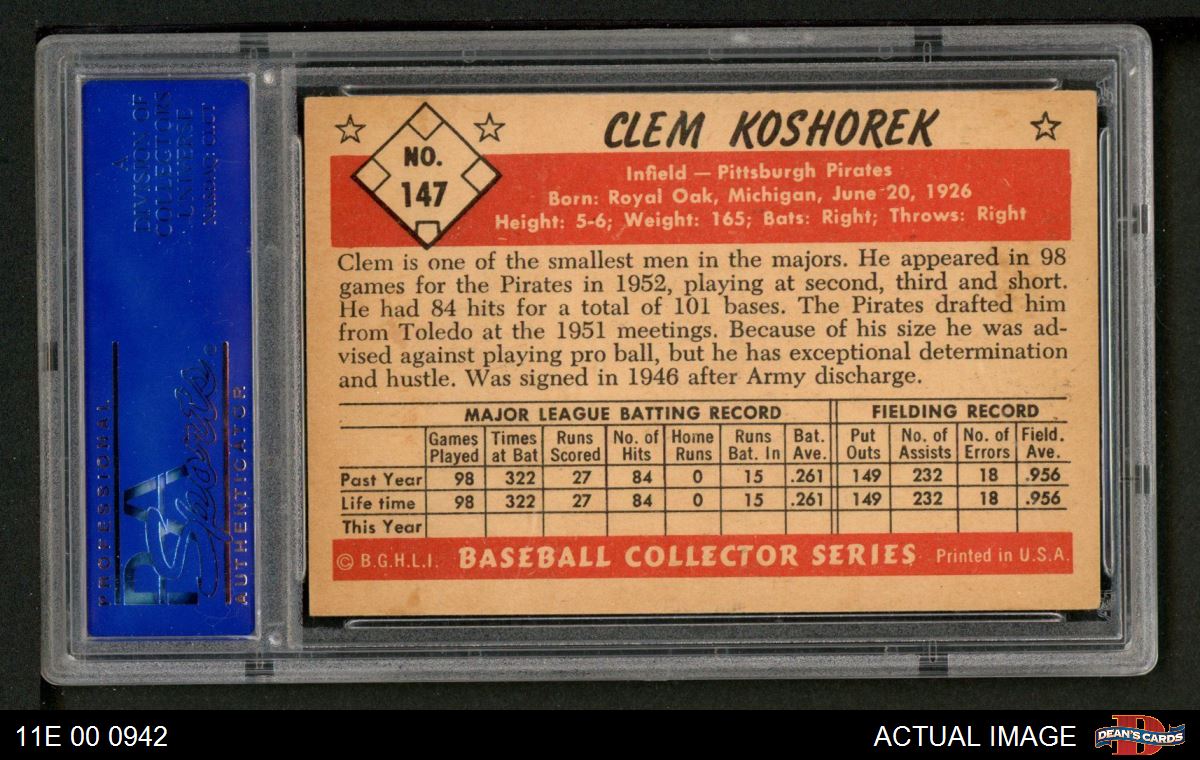 A
DIVISION OF
COLLECTORS
UNIVERSE
NASDAQ: CLCT
PROFESSIONAL
PSA
Sports
AUTHENTICATOR
NO.
147
CLEM KOSHOREK
Infield — Pittsburgh Pirates
Born: Royal Oak, Michigan, June 20, 1926
Height: 5-6; Weight: 165; Bats: Right; Throws: Right
Clem is one of the smallest men in the majors. He appeared in 98
games for the Pirates in 1952, playing at second, third and short.
He had 84 hits for a total of 101 bases. The Pirates drafted him
from Toledo at the 1951 meetings. Because of his size he was ad-
vised against playing pro ball, but he has exceptional determination
and hustle. Was signed in 1946 after Army discharge.
MAJOR LEAGUE BATTING RECORD FIELDING RECORD
Games Times Runs No. of Home Runs Bat. Put No. of No. of Field.
Played at Bat Scored Hits Runs Bat. In Ave. Outs Assists Errors Ave.
Past Year 98 322 27 84 0 15 .261 149 232 18 .956
Life time 98 322 27 84 0 15 .261 149 232 18 .956
This Year
© B.G.H.L.I. BASEBALL COLLECTOR SERIES Printed in U.S.A.
11E 00 0942
ACTUAL IMAGE
DEAN'S CARDS